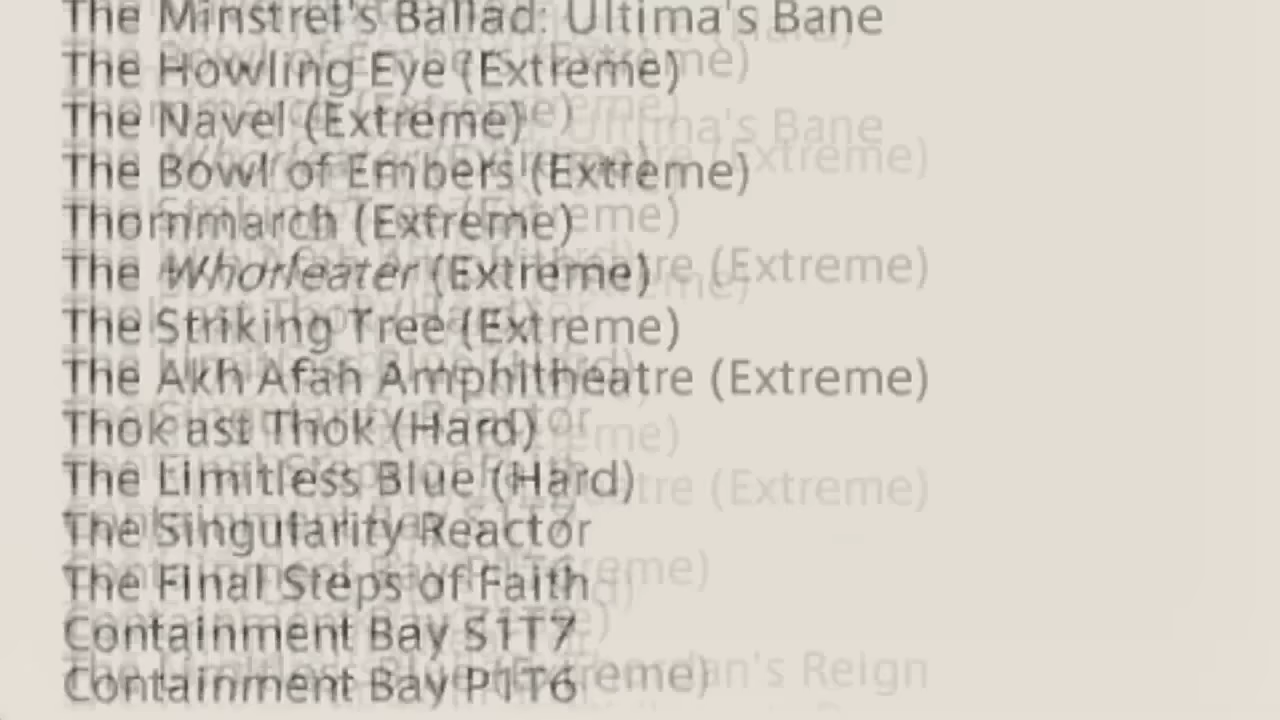 The Minstrel's Ballad: Ultima's Bane
The Howling Eye (Extreme)
The Navel (Extreme)
The Bowl of Embers (Extreme)
Thornmarch (Extreme)
The Whorleater (Extreme)
The Striking Tree (Extreme)
The Akh Afah Amphitheatre (Extreme)
Thok ast Thok (Hard)
The Limitless Blue (Hard)
The Singularity Reactor
The Final Steps of Faith
Containment Bay S1T7
Containment Bay P1T6